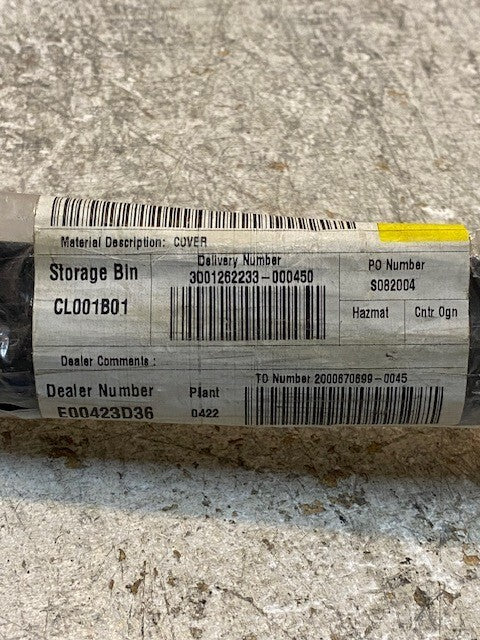 Material Description: COVER
Storage Bin
CL001B01
Delivery Number
3001262233-000450
PO Number
S082004
Hazmat
Cntr Ogn
Dealer Comments :
Dealer Number
E00423D36
Plant
0422
TO Number 2000670699-0045